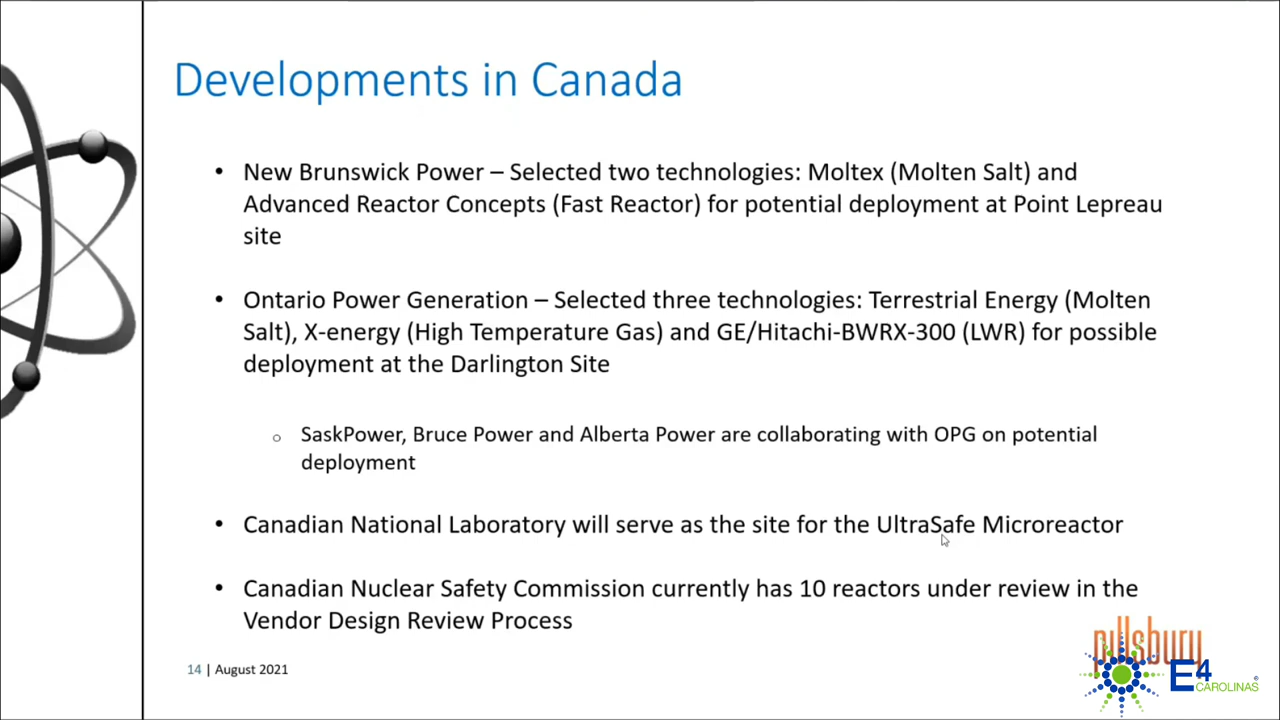 Developments in Canada
• New Brunswick Power – Selected two technologies: Moltex (Molten Salt) and
Advanced Reactor Concepts (Fast Reactor) for potential deployment at Point Lepreau
site
• Ontario Power Generation – Selected three technologies: Terrestrial Energy (Molten
Salt), X-energy (High Temperature Gas) and GE/Hitachi-BWRX-300 (LWR) for possible
deployment at the Darlington Site
o SaskPower, Bruce Power and Alberta Power are collaborating with OPG on potential
deployment
• Canadian National Laboratory will serve as the site for the UltraSafe Microreactor
• Canadian Nuclear Safety Commission currently has 10 reactors under review in the
Vendor Design Review Process
14 | August 2021
pillsbury
E4
CAROLINAS®